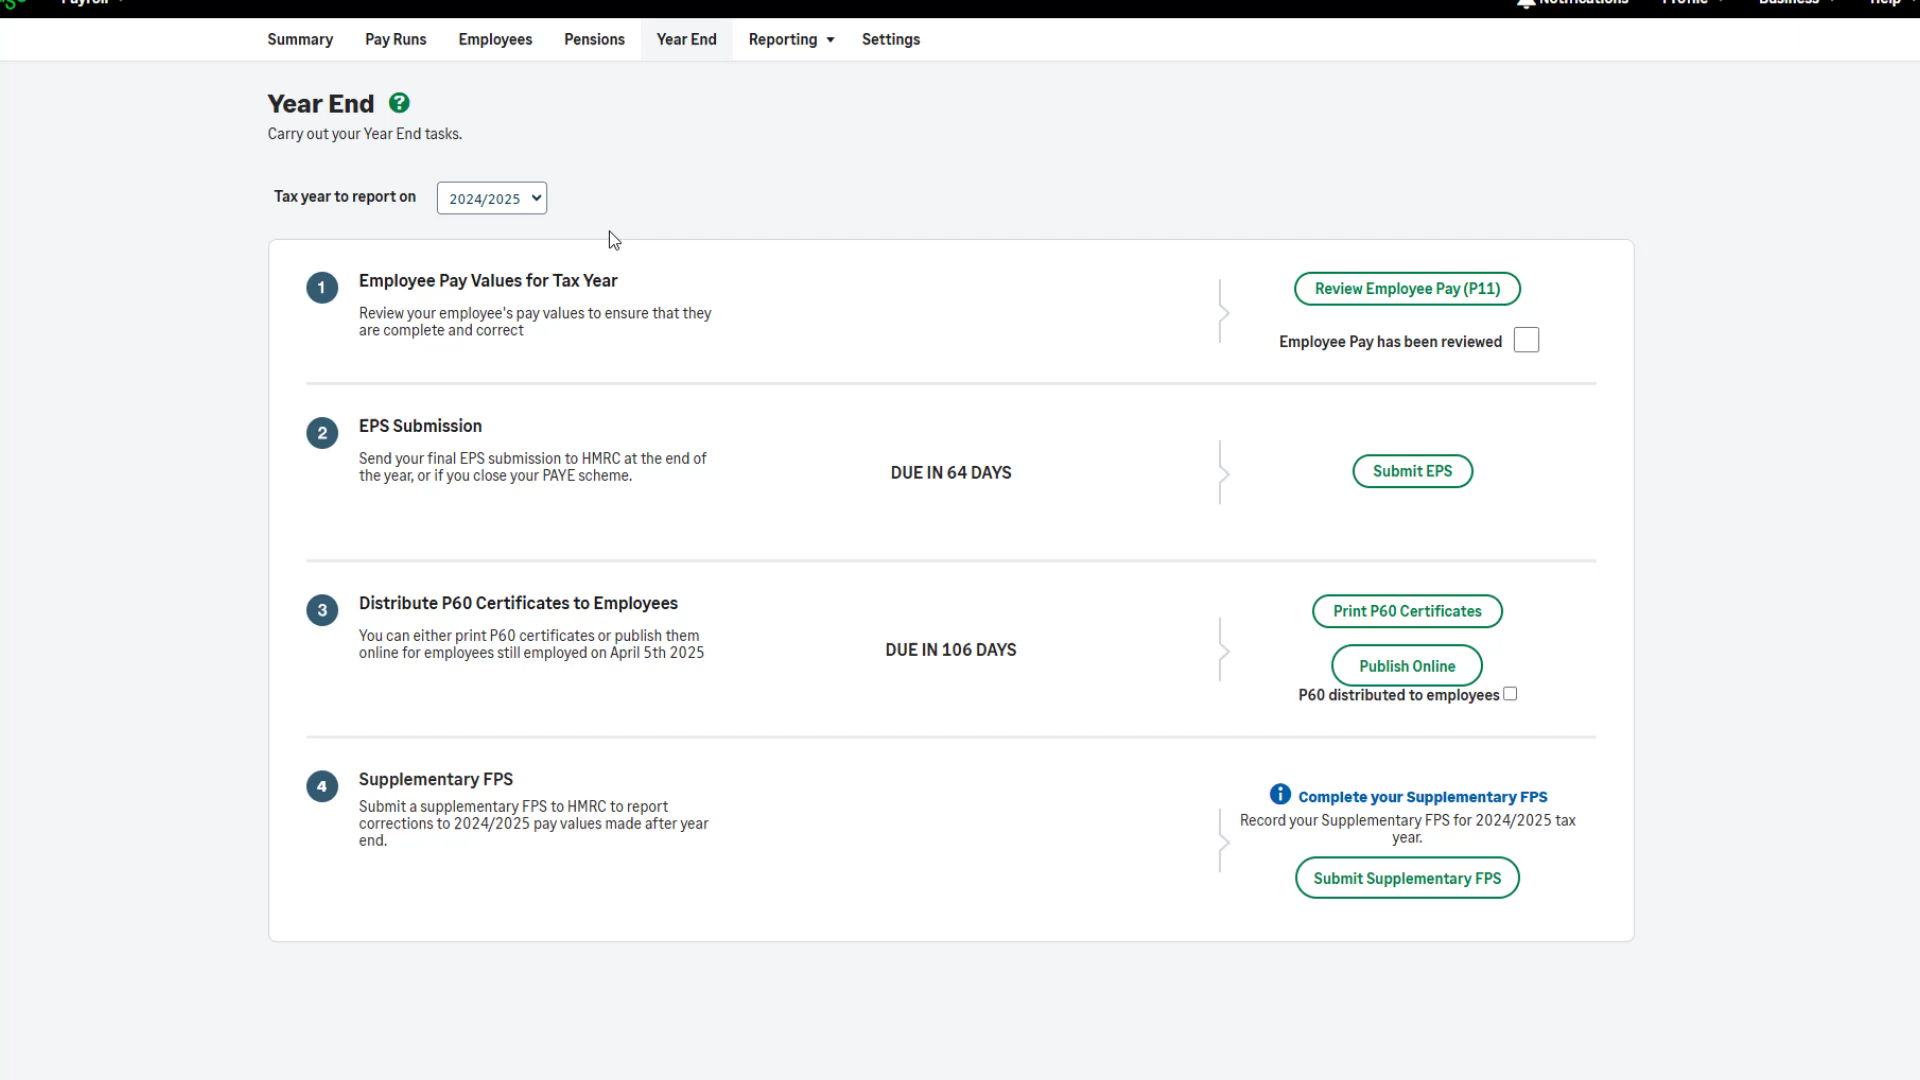 Summary Pay Runs Employees Pensions Year End Reporting Settings
Year End ?
Carry out your Year End tasks.
Tax year to report on 2024/2025
1 Employee Pay Values for Tax Year
Review your employee's pay values to ensure that they
are complete and correct
Review Employee Pay (P11)
Employee Pay has been reviewed
2 EPS Submission
Send your final EPS submission to HMRC at the end of
the year, or if you close your PAYE scheme.
DUE IN 64 DAYS
Submit EPS
3 Distribute P60 Certificates to Employees
You can either print P60 certificates or publish them
online for employees still employed on April 5th 2025
DUE IN 106 DAYS
Print P60 Certificates
Publish Online
P60 distributed to employees
4 Supplementary FPS
Submit a supplementary FPS to HMRC to report
corrections to 2024/2025 pay values made after year
end.
i Complete your Supplementary FPS
Record your Supplementary FPS for 2024/2025 tax
year.
Submit Supplementary FPS